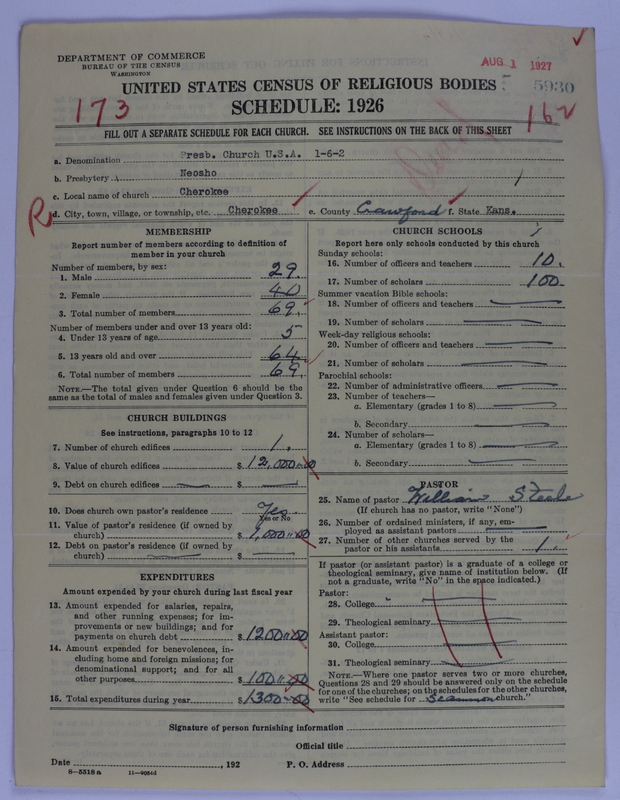 DEPARTMENT OF COMMERCE
BUREAU OF THE CENSUS
WASHINGTON
AUG 1 1927
5930
UNITED STATES CENSUS OF RELIGIOUS BODIES
SCHEDULE: 1926
173
162
FILL OUT A SEPARATE SCHEDULE FOR EACH CHURCH. SEE INSTRUCTIONS ON THE BACK OF THIS SHEET
a. Denomination Presb. Church U.S.A. 1-6-2
b. Presbytery Neosho
c. Local name of church Cherokee
R
d. City, town, village, or township, etc. Cherokee e. County Crawford f. State Kans.
MEMBERSHIP
Report number of members according to definition of
member in your church
Number of members, by sex:
1. Male 29
2. Female 40
3. Total number of members 69
Number of members under and over 13 years old:
4. Under 13 years of age 5
5. 13 years old and over 64
6. Total number of members 69
NOTE.—The total given under Question 6 should be
same as the total of males and females given under Question 3.
CHURCH BUILDINGS
See instructions, paragraphs 10 to 12
7. Number of church edifices 1.
8. Value of church edifices $ 12,000.00
9. Debt on church edifices $
10. Does church own pastor's residence Yes
Yes or No
11. Value of pastor's residence (if owned by
church) $ 1,000.00
12. Debt on pastor's residence (if owned by
church) $
EXPENDITURES
Amount expended by your church during last fiscal year
13. Amount expended for salaries, repairs,
and other running expenses; for im-
provements or new buildings; and for
payments on church debt $ 1200.00
14. Amount expended for benevolences, in-
cluding home and foreign missions; for
denominational support; and for all
other purposes $ 100.00
15. Total expenditures during year $ 1300.00
CHURCH SCHOOLS
Report here only schools conducted by this church
Sunday schools:
16. Number of officers and teachers 10.
17. Number of scholars 100
Summer vacation Bible schools:
18. Number of officers and teachers
19. Number of scholars
Week-day religious schools:
20. Number of officers and teachers
21. Number of scholars
Parochial schools:
22. Number of administrative officers
23. Number of teachers—
a. Elementary (grades 1 to 8)
b. Secondary
24. Number of scholars—
a. Elementary (grades 1 to 8)
b. Secondary
PASTOR
25. Name of pastor William Steele
(If church has no pastor, write "None")
26. Number of ordained ministers, if any, em-
ployed as assistant pastors
27. Number of other churches served by the
pastor or his assistants 1.
If pastor (or assistant pastor) is a graduate of a college or
theological seminary, give name of institution below. (If
not a graduate, write "No" in the space indicated.)
Pastor:
28. College
29. Theological seminary
Assistant pastor:
30. College
31. Theological seminary
NOTE.—Where one pastor serves two or more churches,
Questions 28 and 29 should be answered only on the schedule
for one of the churches; on the schedules for the other churches,
write "See schedule for Scammon church."
Signature of person furnishing information
Official title
Date , 192 P. O. Address
8-5518a